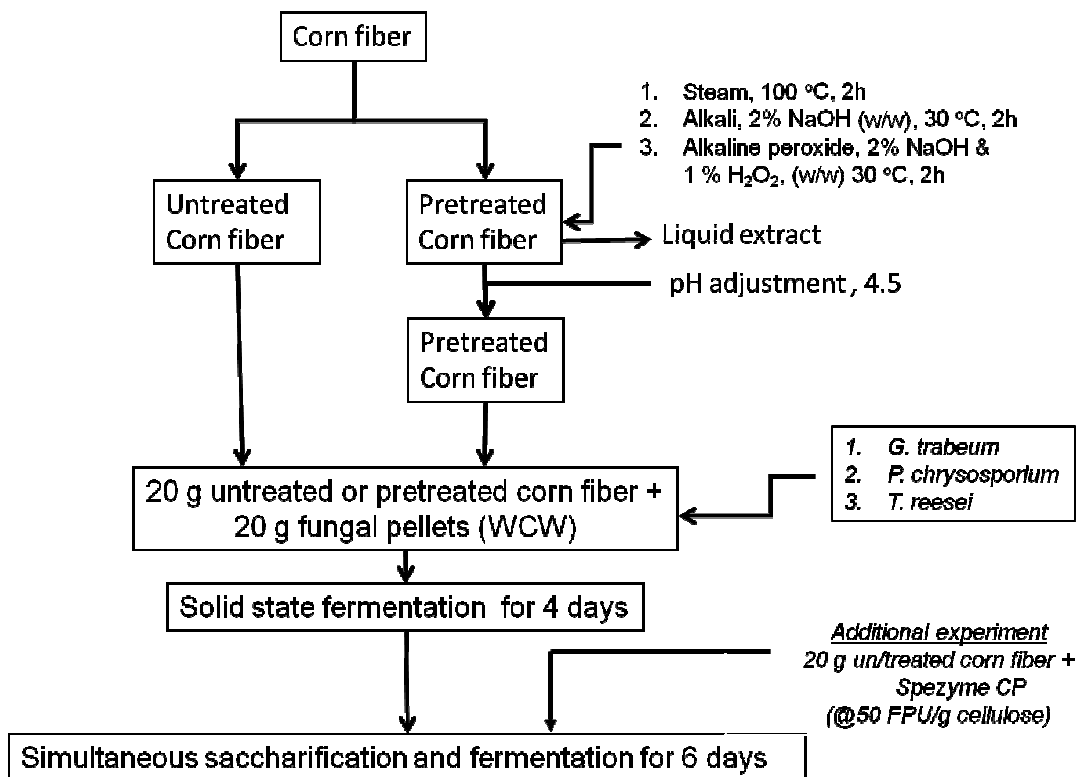 Corn fiber
1. Steam, 100 °C, 2h
2. Alkali, 2% NaOH (w/w), 30 °C, 2h
3. Alkaline peroxide, 2% NaOH &
1 % H₂O₂, (w/w) 30 °C, 2h
Untreated
Corn fiber
Pretreated
Corn fiber
Liquid extract
pH adjustment , 4.5
Pretreated
Corn fiber
1. G. trabeum
2. P. chrysosporium
3. T. reesei
20 g untreated or pretreated corn fiber +
20 g fungal pellets (WCW)
Solid state fermentation for 4 days
Additional experiment
20 g un/treated corn fiber +
Spezyme CP
(@50 FPU/g cellulose)
Simultaneous saccharification and fermentation for 6 days